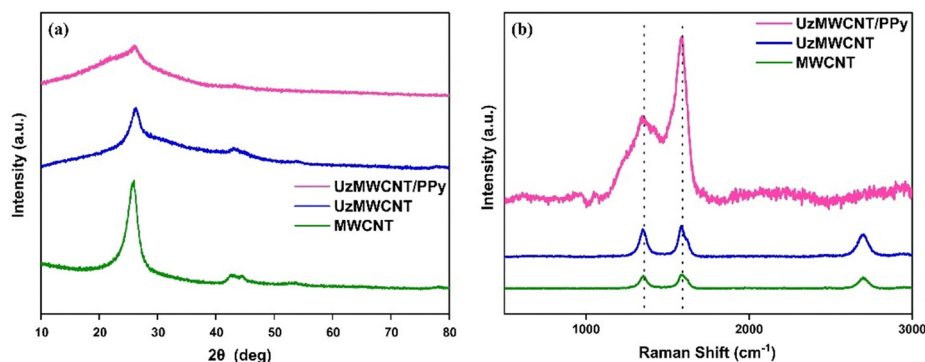 (a)
Intensity (a.u.)
UzMWCNT/PPy
UzMWCNT
MWCNT
10 20 30 40 50 60 70 80
2θ (deg)
(b)
Intensity (a.u.)
UzMWCNT/PPy
UzMWCNT
MWCNT
1000 2000 3000
Raman Shift (cm⁻¹)